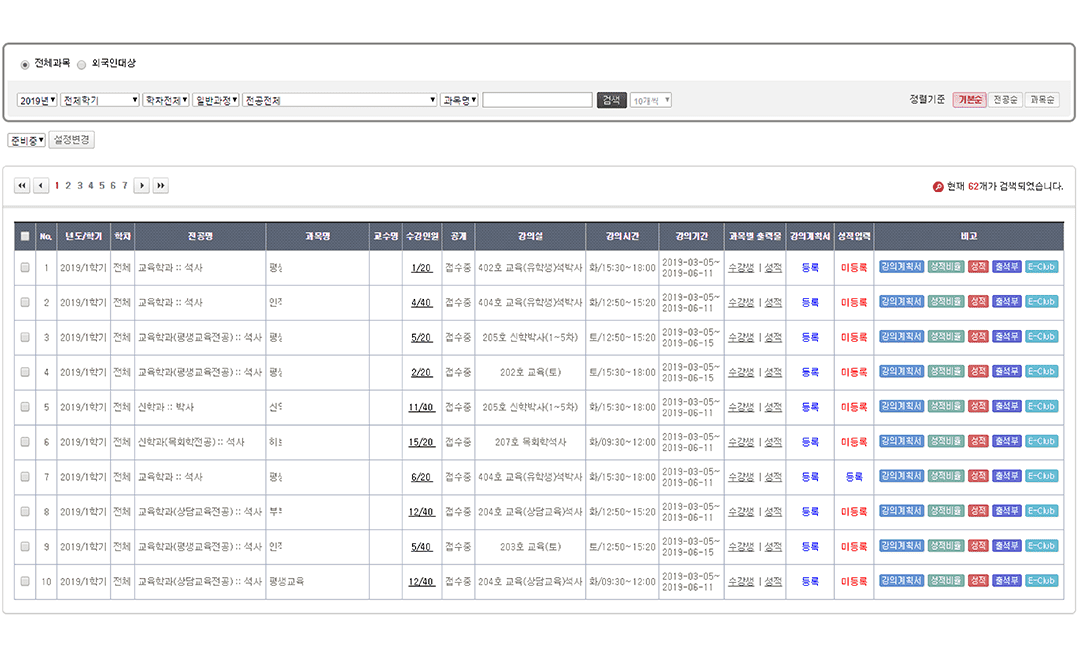 전체과목 외국인대상
2019년 전체학기 학차전체 일반과정 전공전체 과목명 검색 10개씩 정렬기준 기본순 전공순 과목순
준비중 설정변경
1 2 3 4 5 6 7 현재 62개가 검색되었습니다.
No. 년도/학기 학차 전공명 과목명 교수명 수강인원 공개 강의실 강의시간 강의기간 과목별 출력물 강의계획서 성적입력 비고
1 2019/1학기 전체 교육학과 :: 석사 평생 1/20 접수중 402호 교육(유학생)석박사 화/15:30~18:00 2019-03-05~ 2019-06-11 수강생 | 성적 등록 미등록 강의계획서 성적비율 성적 출석부 E-Club
2 2019/1학기 전체 교육학과 :: 석사 4/40 접수중 404호 교육(유학생)석박사 화/12:50~15:20 2019-03-05~ 2019-06-11 수강생 | 성적 등록 미등록 강의계획서 성적비율 성적 출석부 E-Club
3 2019/1학기 전체 교육학과(평생교육전공) :: 석사 평생 5/20 접수중 205호 신학박사(1~5차) 토/12:50~15:20 2019-03-05~ 2019-06-15 수강생 | 성적 등록 미등록 강의계획서 성적비율 성적 출석부 E-Club
4 2019/1학기 전체 교육학과(평생교육전공) :: 석사 평생 2/20 접수중 202호 교육(토) 토/15:30~18:00 2019-03-05~ 2019-06-15 수강생 | 성적 등록 미등록 강의계획서 성적비율 성적 출석부 E-Club
5 2019/1학기 전체 신학과 :: 박사 11/40 접수중 205호 신학박사(1~5차) 화/15:30~18:00 2019-03-05~ 2019-06-11 수강생 | 성적 등록 미등록 강의계획서 성적비율 성적 출석부 E-Club
6 2019/1학기 전체 신학과(목회학전공) :: 석사 15/20 접수중 207호 목회학석사 화/09:30~12:00 2019-03-05~ 2019-06-11 수강생 | 성적 등록 미등록 강의계획서 성적비율 성적 출석부 E-Club
7 2019/1학기 전체 교육학과 :: 석사 평생 6/20 접수중 404호 교육(유학생)석박사 화/15:30~18:00 2019-03-05~ 2019-06-11 수강생 | 성적 등록 등록 강의계획서 성적비율 성적 출석부 E-Club
8 2019/1학기 전체 교육학과(상담교육전공) :: 석사 12/40 접수중 204호 교육(상담교육)석사 화/12:50~15:20 2019-03-05~ 2019-06-11 수강생 | 성적 등록 미등록 강의계획서 성적비율 성적 출석부 E-Club
9 2019/1학기 전체 교육학과(평생교육전공) :: 석사 5/40 접수중 203호 교육(토) 토/12:50~15:20 2019-03-05~ 2019-06-15 수강생 | 성적 등록 미등록 강의계획서 성적비율 성적 출석부 E-Club
10 2019/1학기 전체 교육학과(상담교육전공) :: 석사 평생교육 12/40 접수중 204호 교육(상담교육)석사 화/09:30~12:00 2019-03-05~ 2019-06-11 수강생 | 성적 등록 미등록 강의계획서 성적비율 성적 출석부 E-Club